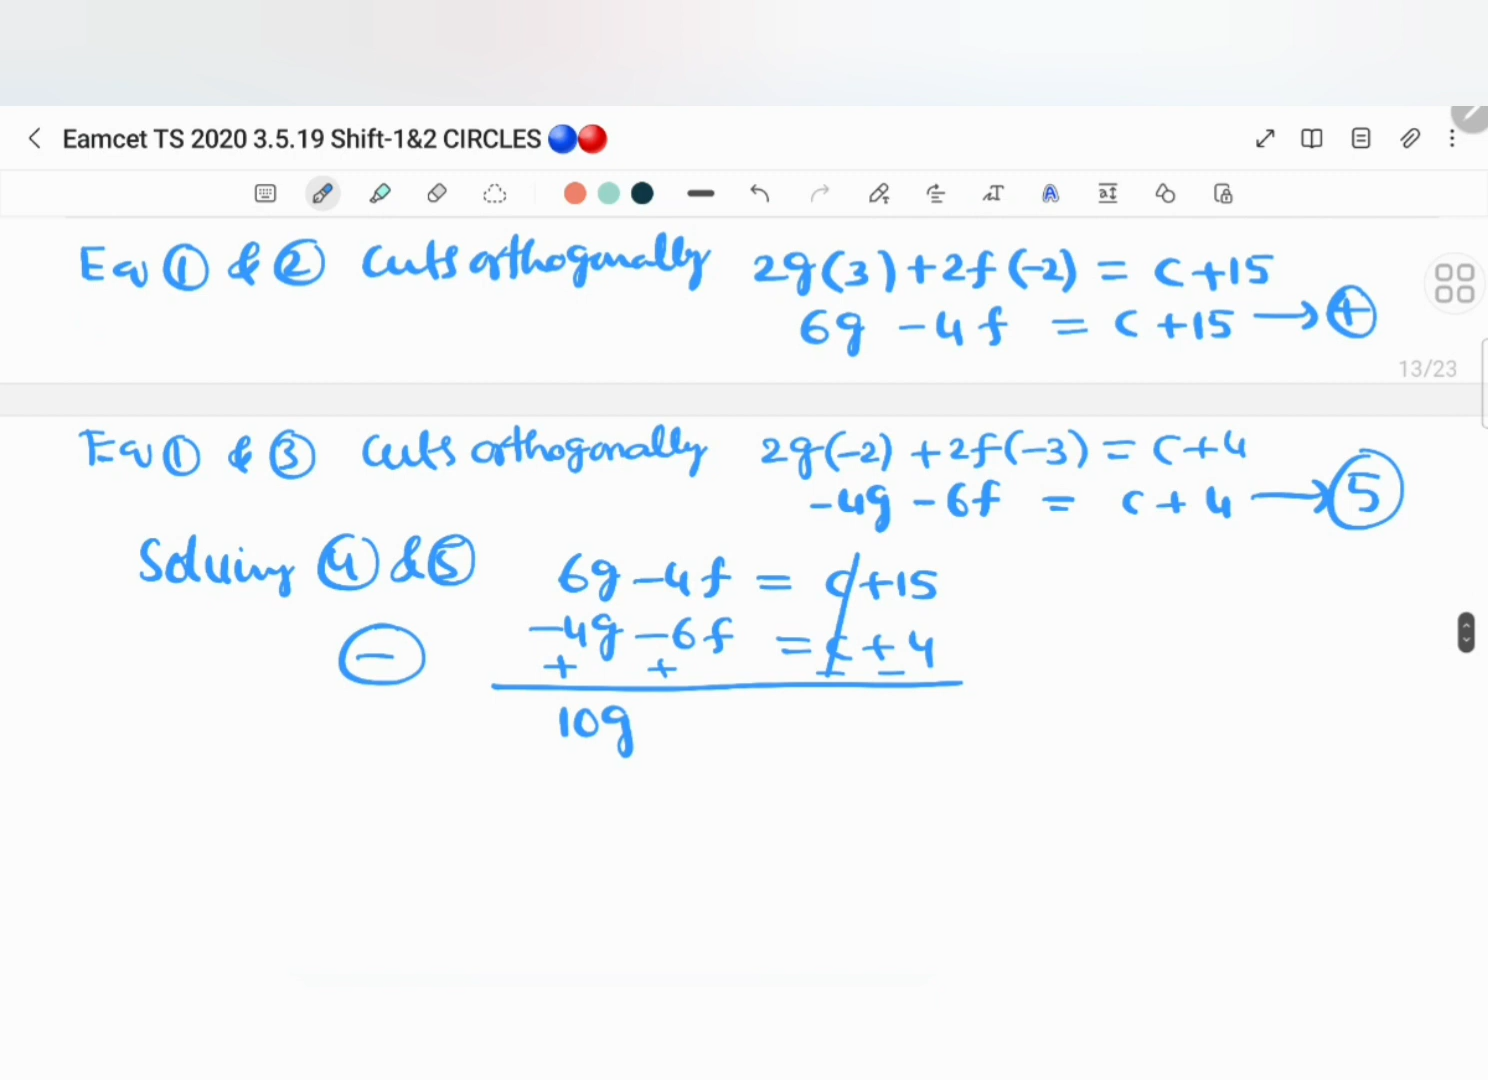 Eamcet TS 2020 3.5.19 Shift-1&2 CIRCLES
Eq ① & ② Cuts orthogonally 2g(3)+2f(-2) = c+15
6g - 4f = c+15 → ④
13/23
Eq ① & ③ Cuts orthogonally 2g(-2) + 2f(-3) = c+4
-4g - 6f = c + 4 → ⑤
Solving ④ & ⑤ 6g - 4f = c+15
- -4g - 6f = c + 4
+ + - -
10g